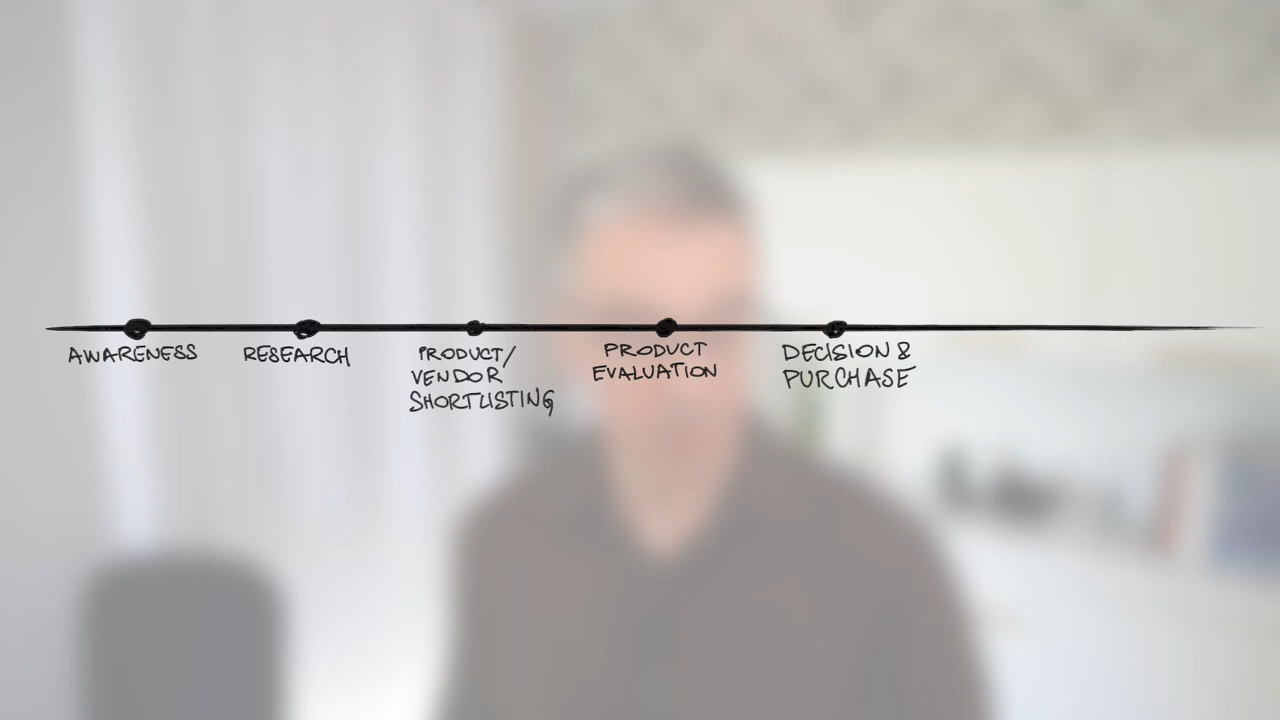 AWARENESS
RESEARCH
PRODUCT/
VENDOR
SHORTLISTING
PRODUCT
EVALUATION
DECISION &
PURCHASE